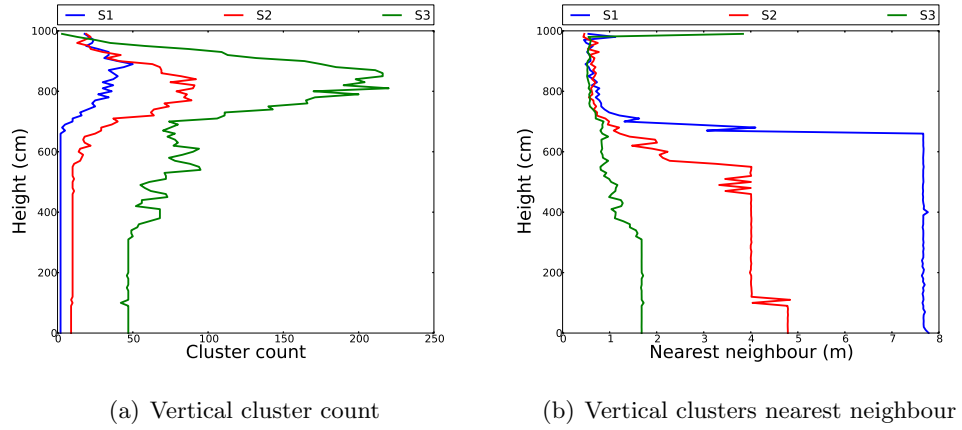 S1 S2 S3
1000
800
600
400
200
0
Height (cm)
0 50 100 150 200 250
Cluster count
(a) Vertical cluster count
S1 S2 S3
1000
800
600
400
200
0
Height (cm)
0 1 2 3 4 5 6 7 8
Nearest neighbour (m)
(b) Vertical clusters nearest neighbour